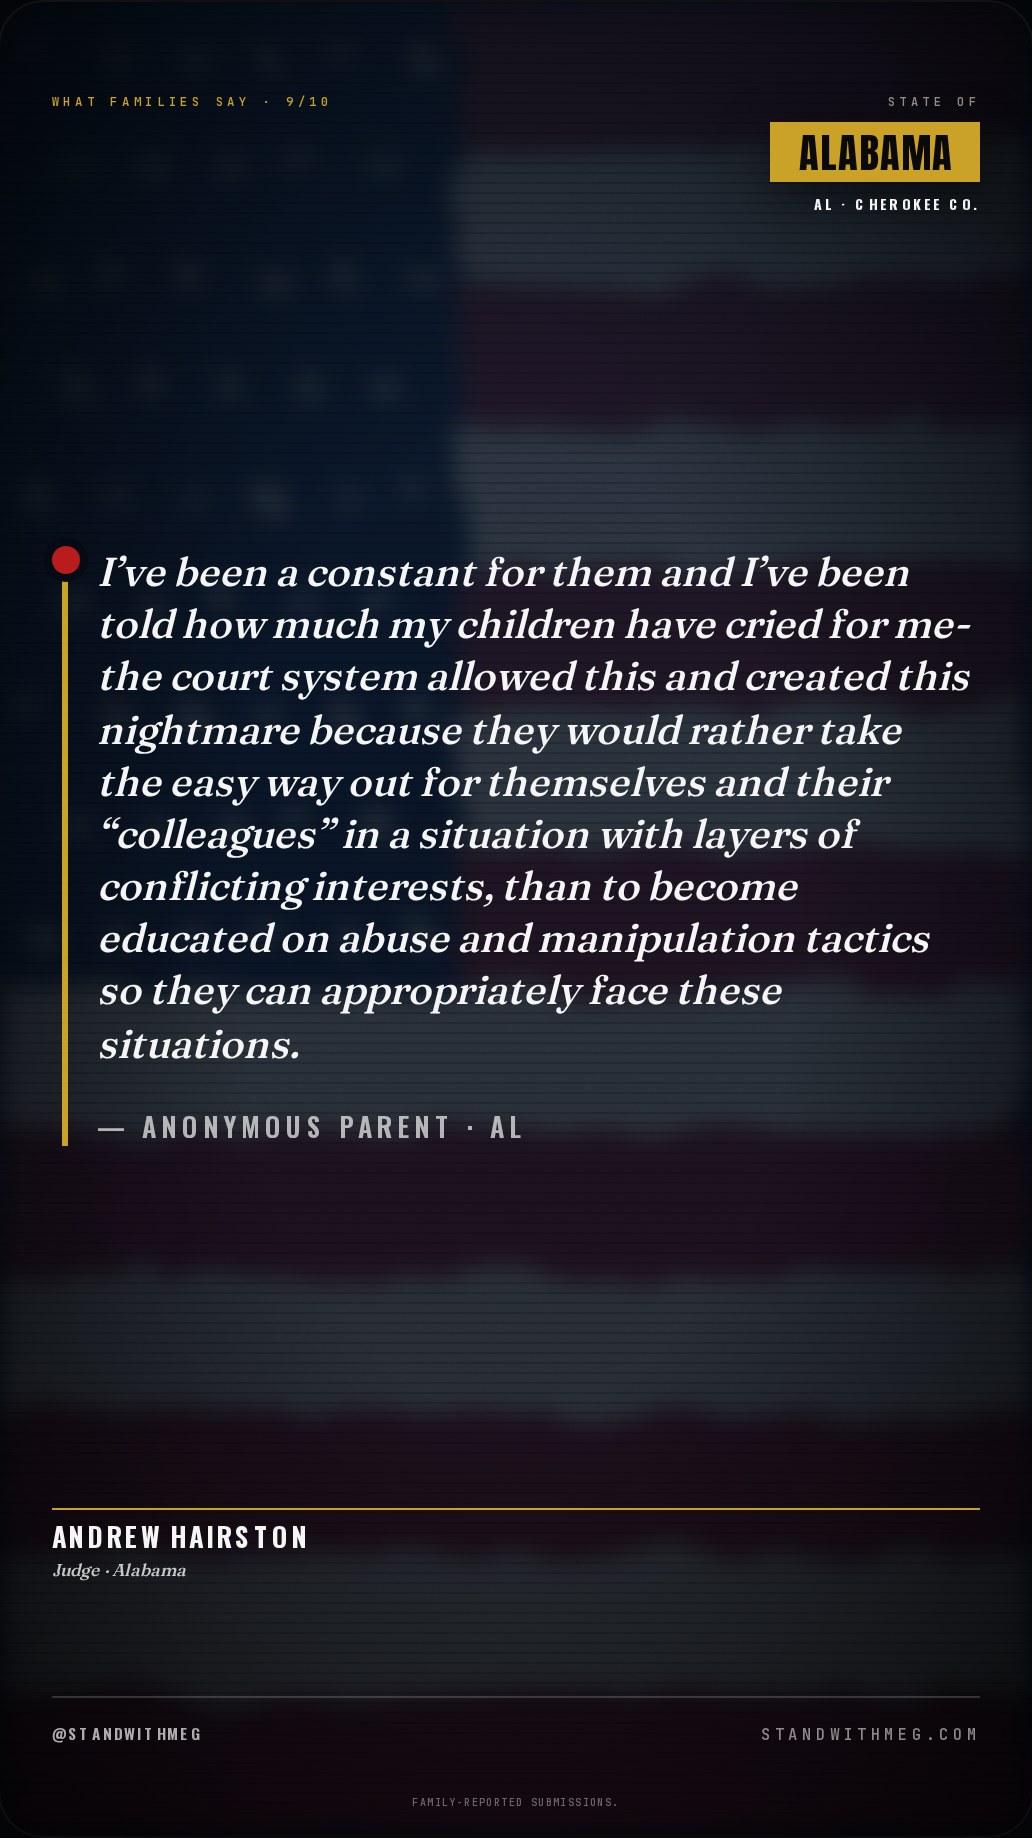 WHAT FAMILIES SAY · 9/10
STATE OF
ALABAMA
AL · CHEROKEE CO.
I’ve been a constant for them and I’ve been
told how much my children have cried for me-
the court system allowed this and created this
nightmare because they would rather take
the easy way out for themselves and their
“colleagues” in a situation with layers of
conflicting interests, than to become
educated on abuse and manipulation tactics
so they can appropriately face these
situations.
— ANONYMOUS PARENT · AL
ANDREW HAIRSTON
Judge · Alabama
@STANDWITHMEG
STANDWITHMEG.COM
FAMILY-REPORTED SUBMISSIONS.